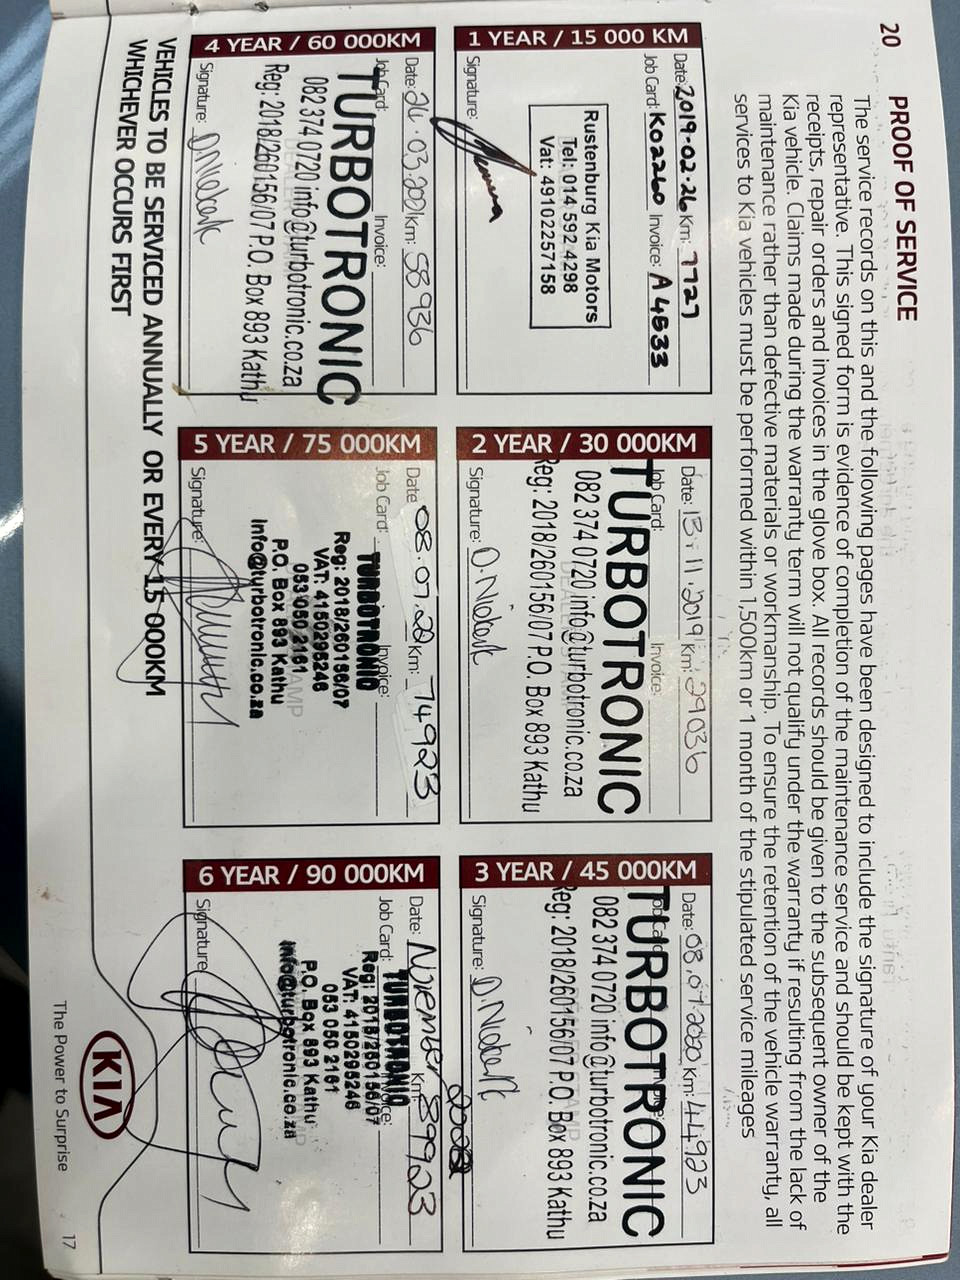 20 PROOF OF SERVICE
The service records on this and the following pages have been designed to include the signature of your Kia dealer
representative. This signed form is evidence of completion of the maintenance service and should be kept with the
receipts, repair orders and invoices in the glove box. All records should be given to the subsequent owner of the
Kia vehicle. Claims made during the warranty term will not qualify under the warranty if resulting from the lack of
maintenance rather than defective materials or workmanship. To ensure the retention of the vehicle warranty, all
services to Kia vehicles must be performed within 1,500km or 1 month of the stipulated service mileages
1 YEAR / 15 000 KM
Date: 2019-02-26 Km: 7727
Job Card: K02260 Invoice: A4533
Rustenburg Kia Motors
Tel: 014 592 4298
Vat: 49102257158
Signature:
2 YEAR / 30 000KM
Date: 13.11.2019 Km: 29036
Job Card: Invoice:
TURBOTRONIC
082 374 0720 info@turbotronic.co.za
Reg: 2018/260156/07 P.O. Box 893 Kathu
Signature:
3 YEAR / 45 000KM
Date: 08.07.2020 Km: 44923
TURBOTRONIC
082 374 0720 info@turbotronic.co.za
Reg: 2018/260156/07 P.O. Box 893 Kathu
Signature:
4 YEAR / 60 000KM
Date: 26.03.2021 Km: 58936
Job Card: Invoice:
TURBOTRONIC
082 374 0720 info@turbotronic.co.za
Reg: 2018/260156/07 P.O. Box 893 Kathu
Signature:
5 YEAR / 75 000KM
Date 08.07.22 Km: 74923
Job Card: Invoice:
TURBOTRONIC
Reg: 2018/260156/07
VAT: 4150295246
053 050 2161
P.O. Box 893 Kathu
Info@turbotronic.co.za
Signature:
6 YEAR / 90 000KM
Date: November 2022 Km: 89923
Job Card: Invoice:
TURBOTRONIC
Reg: 2018/260156/07
VAT: 4150295246
053 050 2161
P.O. Box 893 Kathu
Info@turbotronic.co.za
Signature:
VEHICLES TO BE SERVICED ANNUALLY OR EVERY 15 000KM
WHICHEVER OCCURS FIRST
KIA
The Power to Surprise 17